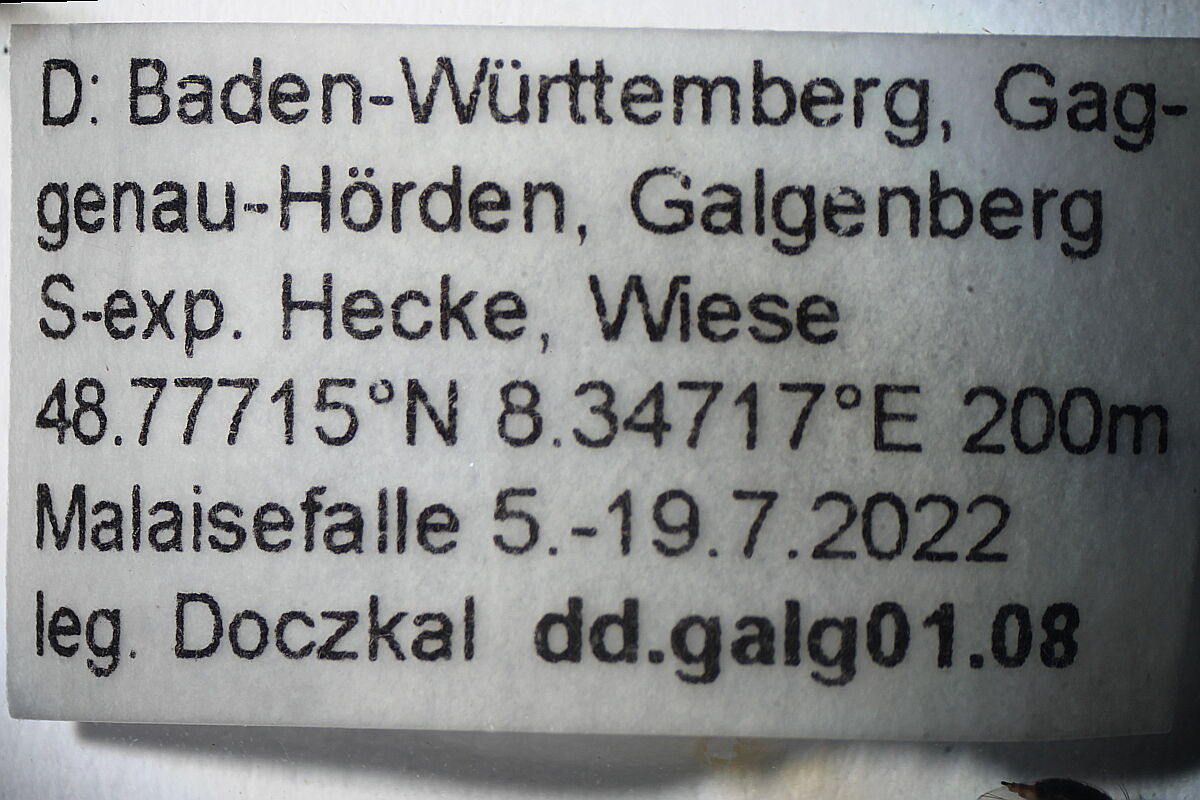 D: Baden-Württemberg, Gag-
genau-Hörden, Galgenberg
S-exp. Hecke, Wiese
48.77715°N 8.34717°E 200m
Malaisefalle 5.-19.7.2022
leg. Doczkal dd.galg01.08